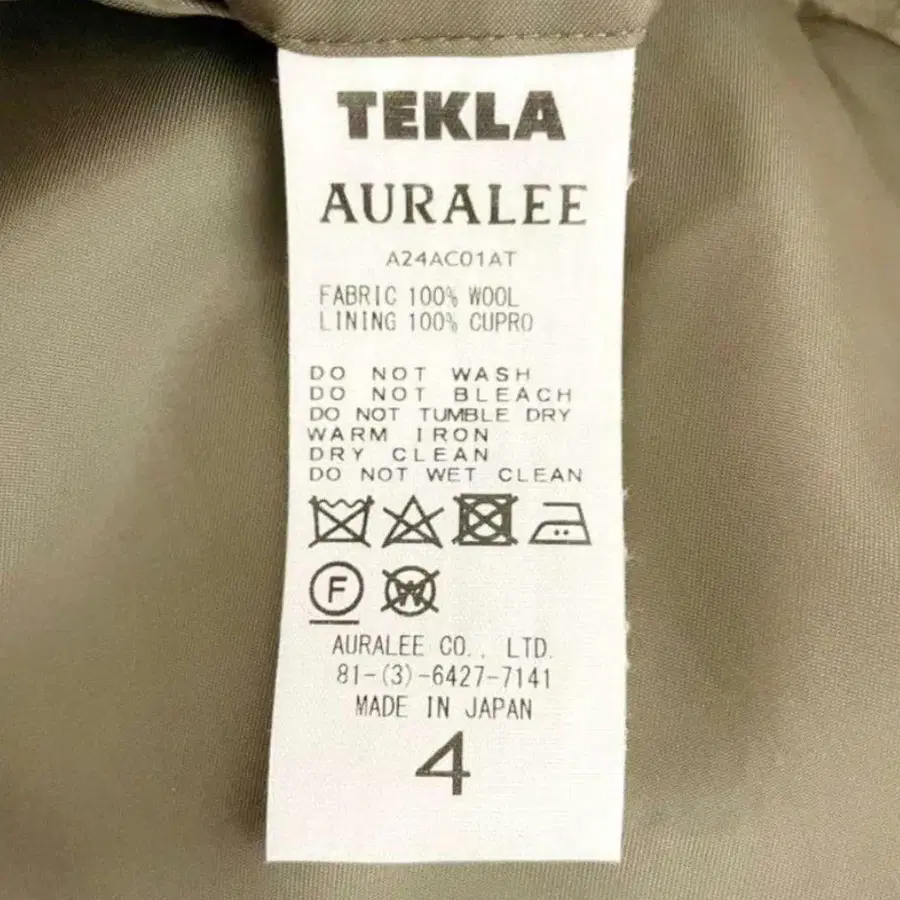 TEKLA
AURALEE
A24AC01AT
FABRIC 100% WOOL
LINING 100% CUPRO
DO NOT WASH
DO NOT BLEACH
DO NOT TUMBLE DRY
WARM IRON
DRY CLEAN
DO NOT WET CLEAN
F W
AURALEE CO., LTD.
81-(3)-6427-7141
MADE IN JAPAN
4